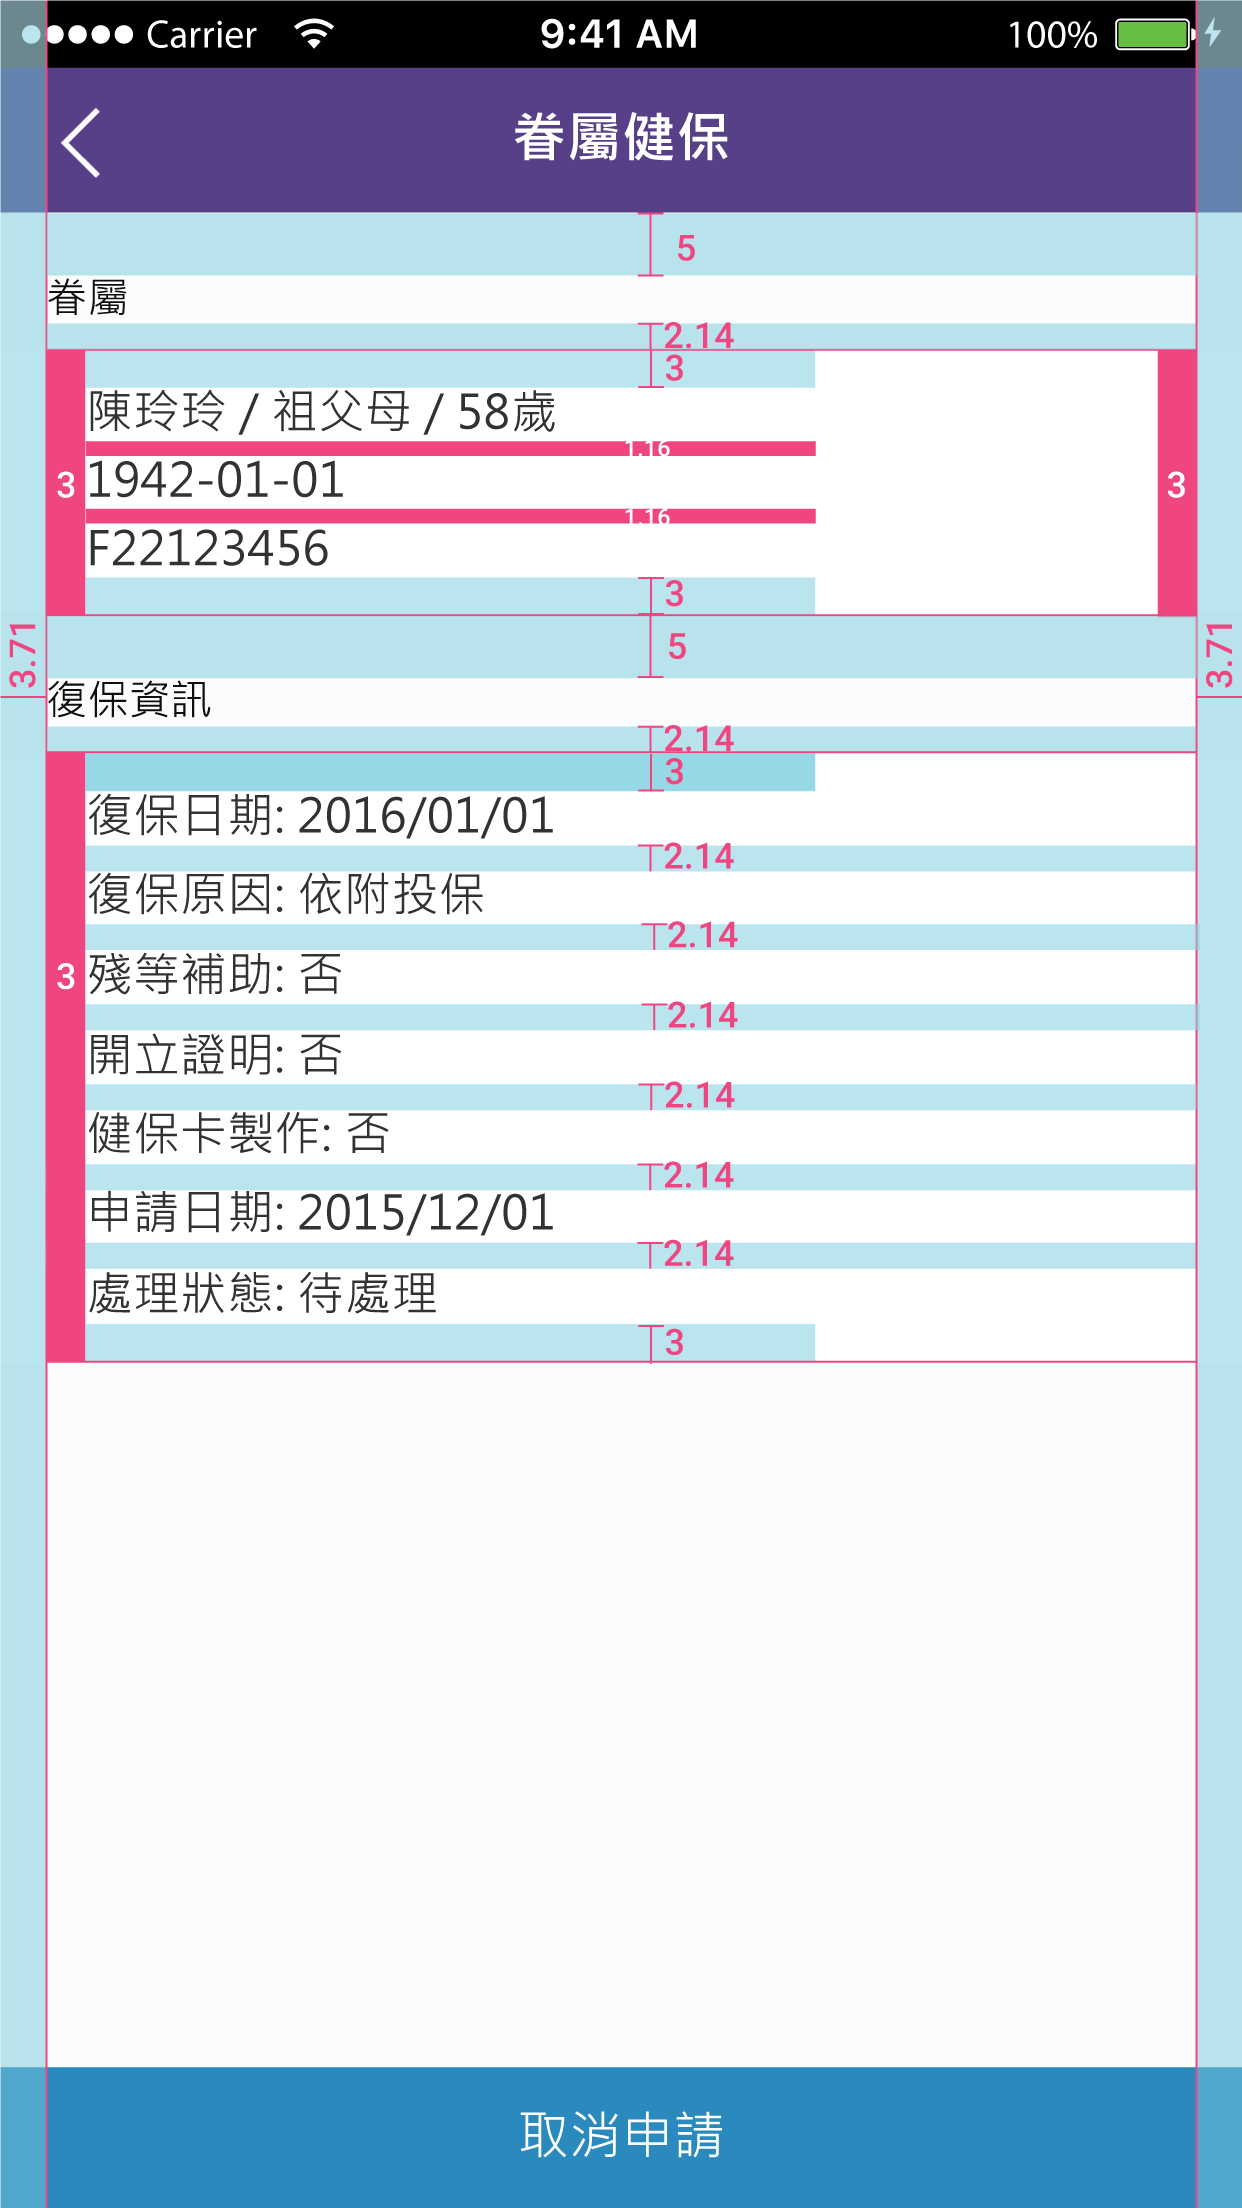 Carrier 9:41 AM 100%
眷屬健保
5
眷屬
2.14
3
陳玲玲 / 祖父母 / 58歲
1.16
3 1942-01-01 3
1.16
F22123456
3
3.71 5 3.71
復保資訊
2.14
3
復保日期: 2016/01/01
2.14
復保原因: 依附投保
2.14
3 殘等補助: 否
2.14
開立證明: 否
2.14
健保卡製作: 否
2.14
申請日期: 2015/12/01
2.14
處理狀態: 待處理
3
取消申請